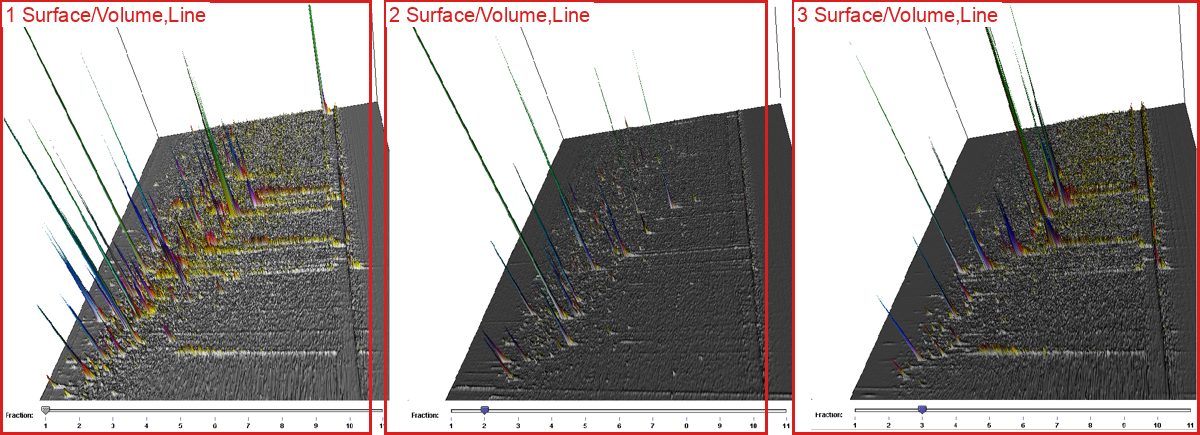 1 Surface/Volume,Line
2 Surface/Volume,Line
3 Surface/Volume,Line
Fraction:
1 2 3 4 5 6 7 8 9 10 11
Fraction:
1 2 3 4 5 6 7 8 9 10 11
Fraction:
1 2 3 4 5 6 7 8 9 10 11